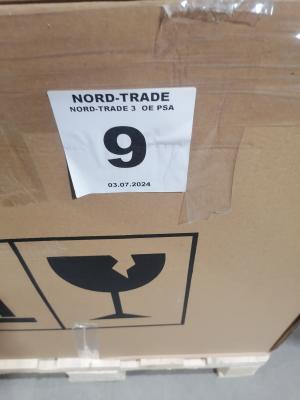 NORD-TRADE
NORD-TRADE 3 OE PSA
9
03.07.2024